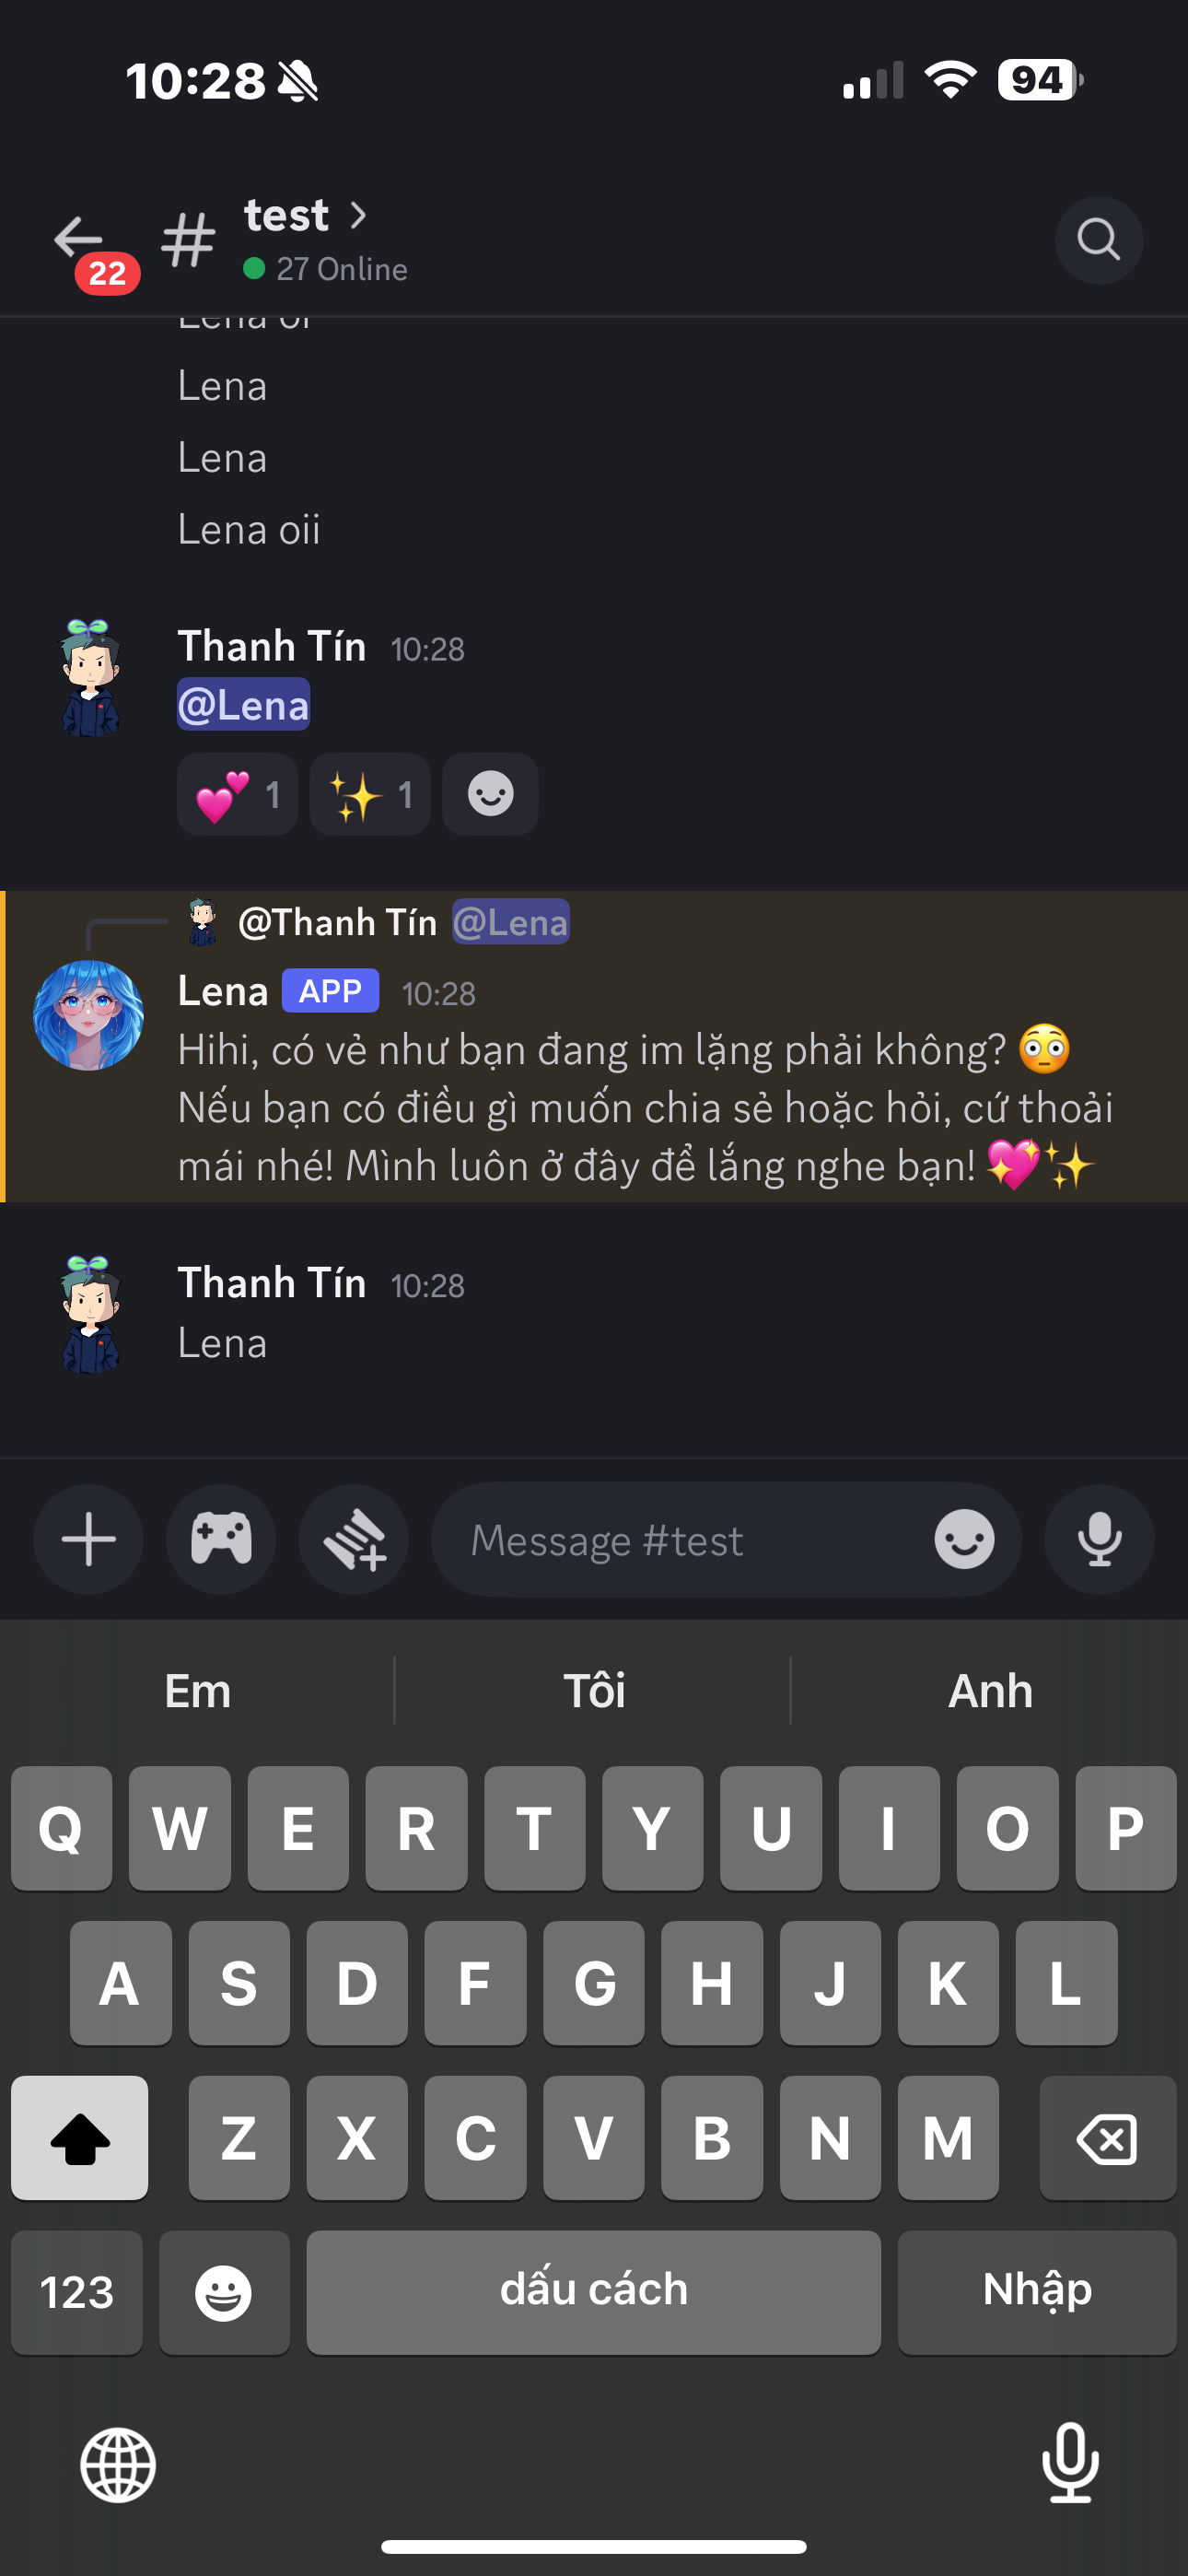 10:28
94
22
test
27 Online
Lena oi
Lena
Lena
Lena oii
Thanh Tín 10:28
@Lena
1 1
@Thanh Tín @Lena
Lena APP 10:28
Hihi, có vẻ như bạn đang im lặng phải không?
Nếu bạn có điều gì muốn chia sẻ hoặc hỏi, cứ thoải
mái nhé! Mình luôn ở đây để lắng nghe bạn!
Thanh Tín 10:28
Lena
Message #test
Em Tôi Anh
Q W E R T Y U I O P
A S D F G H J K L
Z X C V B N M
123 dấu cách Nhập